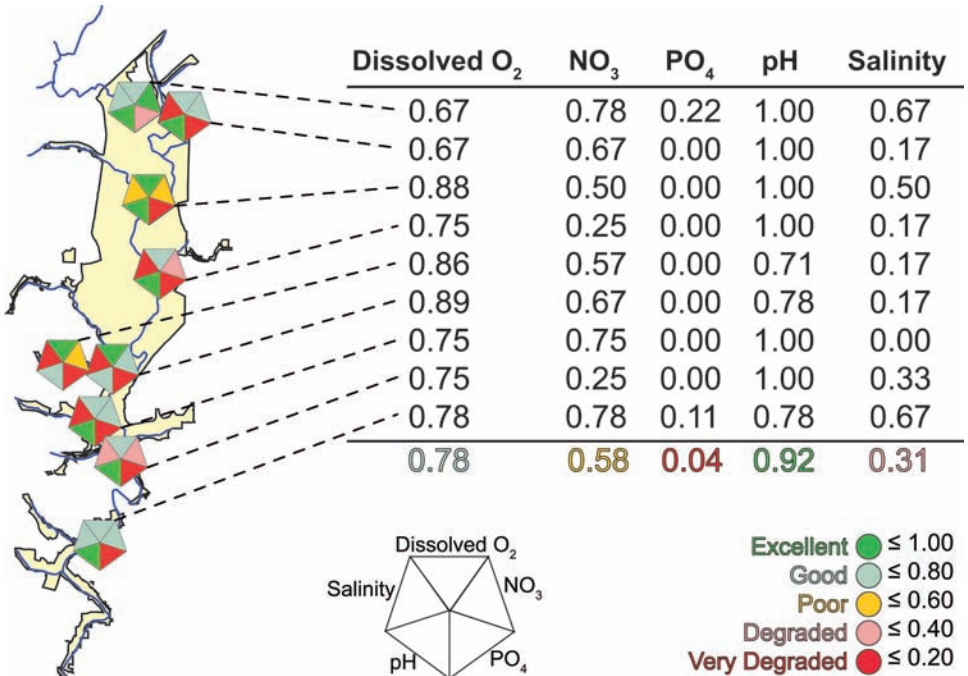 Dissolved O₂ NO₃ PO₄ pH Salinity
0.67 0.78 0.22 1.00 0.67
0.67 0.67 0.00 1.00 0.17
0.88 0.50 0.00 1.00 0.50
0.75 0.25 0.00 1.00 0.17
0.86 0.57 0.00 0.71 0.17
0.89 0.67 0.00 0.78 0.17
0.75 0.75 0.00 1.00 0.00
0.75 0.25 0.00 1.00 0.33
0.78 0.78 0.11 0.78 0.67
0.78 0.58 0.04 0.92 0.31
Dissolved O₂
Salinity
NO₃
pH
PO₄
Excellent ≤ 1.00
Good ≤ 0.80
Poor ≤ 0.60
Degraded ≤ 0.40
Very Degraded ≤ 0.20